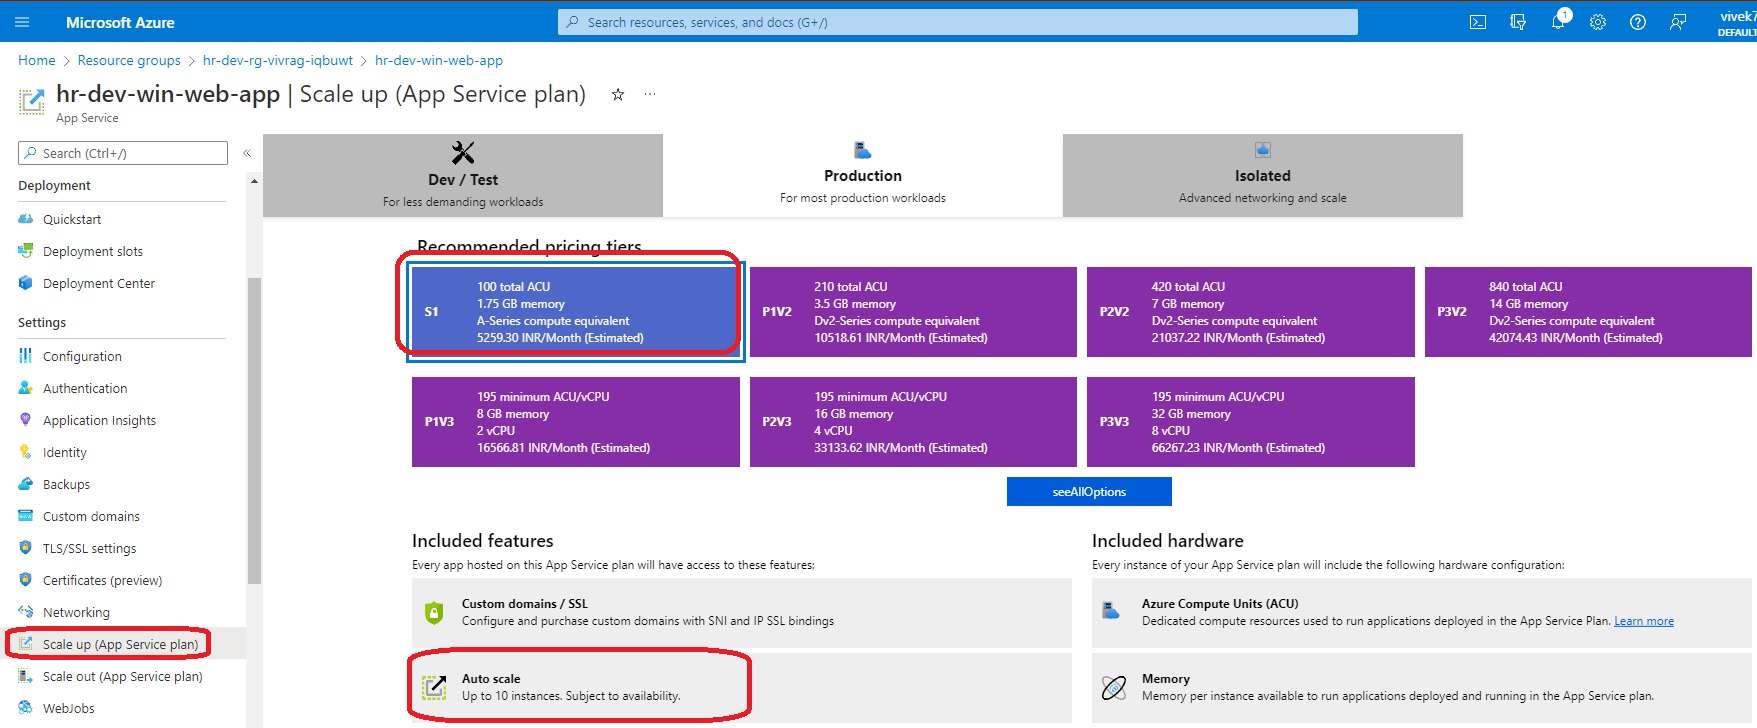 Microsoft Azure
Search resources, services, and docs (G+/)
1
vivek7
DEFAULT
Home > Resource groups > hr-dev-rg-vivrag-iqbuwt > hr-dev-win-web-app
hr-dev-win-web-app | Scale up (App Service plan)
App Service
Search (Ctrl+/)
«
Deployment
Quickstart
Deployment slots
Deployment Center
Settings
Configuration
Authentication
Application Insights
Identity
Backups
Custom domains
TLS/SSL settings
Certificates (preview)
Networking
Scale up (App Service plan)
Scale out (App Service plan)
WebJobs
Dev / Test
For less demanding workloads
Production
For most production workloads
Isolated
Advanced networking and scale
Recommended pricing tiers
S1
100 total ACU
1.75 GB memory
A-Series compute equivalent
5259.30 INR/Month (Estimated)
P1V2
210 total ACU
3.5 GB memory
Dv2-Series compute equivalent
10518.61 INR/Month (Estimated)
P2V2
420 total ACU
7 GB memory
Dv2-Series compute equivalent
21037.22 INR/Month (Estimated)
P3V2
840 total ACU
14 GB memory
Dv2-Series compute equivalent
42074.43 INR/Month (Estimated)
P1V3
195 minimum ACU/vCPU
8 GB memory
2 vCPU
16566.81 INR/Month (Estimated)
P2V3
195 minimum ACU/vCPU
16 GB memory
4 vCPU
33133.62 INR/Month (Estimated)
P3V3
195 minimum ACU/vCPU
32 GB memory
8 vCPU
66267.23 INR/Month (Estimated)
seeAllOptions
Included features
Every app hosted on this App Service plan will have access to these features:
Custom domains / SSL
Configure and purchase custom domains with SNI and IP SSL bindings
Auto scale
Up to 10 instances. Subject to availability.
Included hardware
Every instance of your App Service plan will include the following hardware configuration:
Azure Compute Units (ACU)
Dedicated compute resources used to run applications deployed in the App Service Plan. Learn more
Memory
Memory per instance available to run applications deployed and running in the App Service plan.